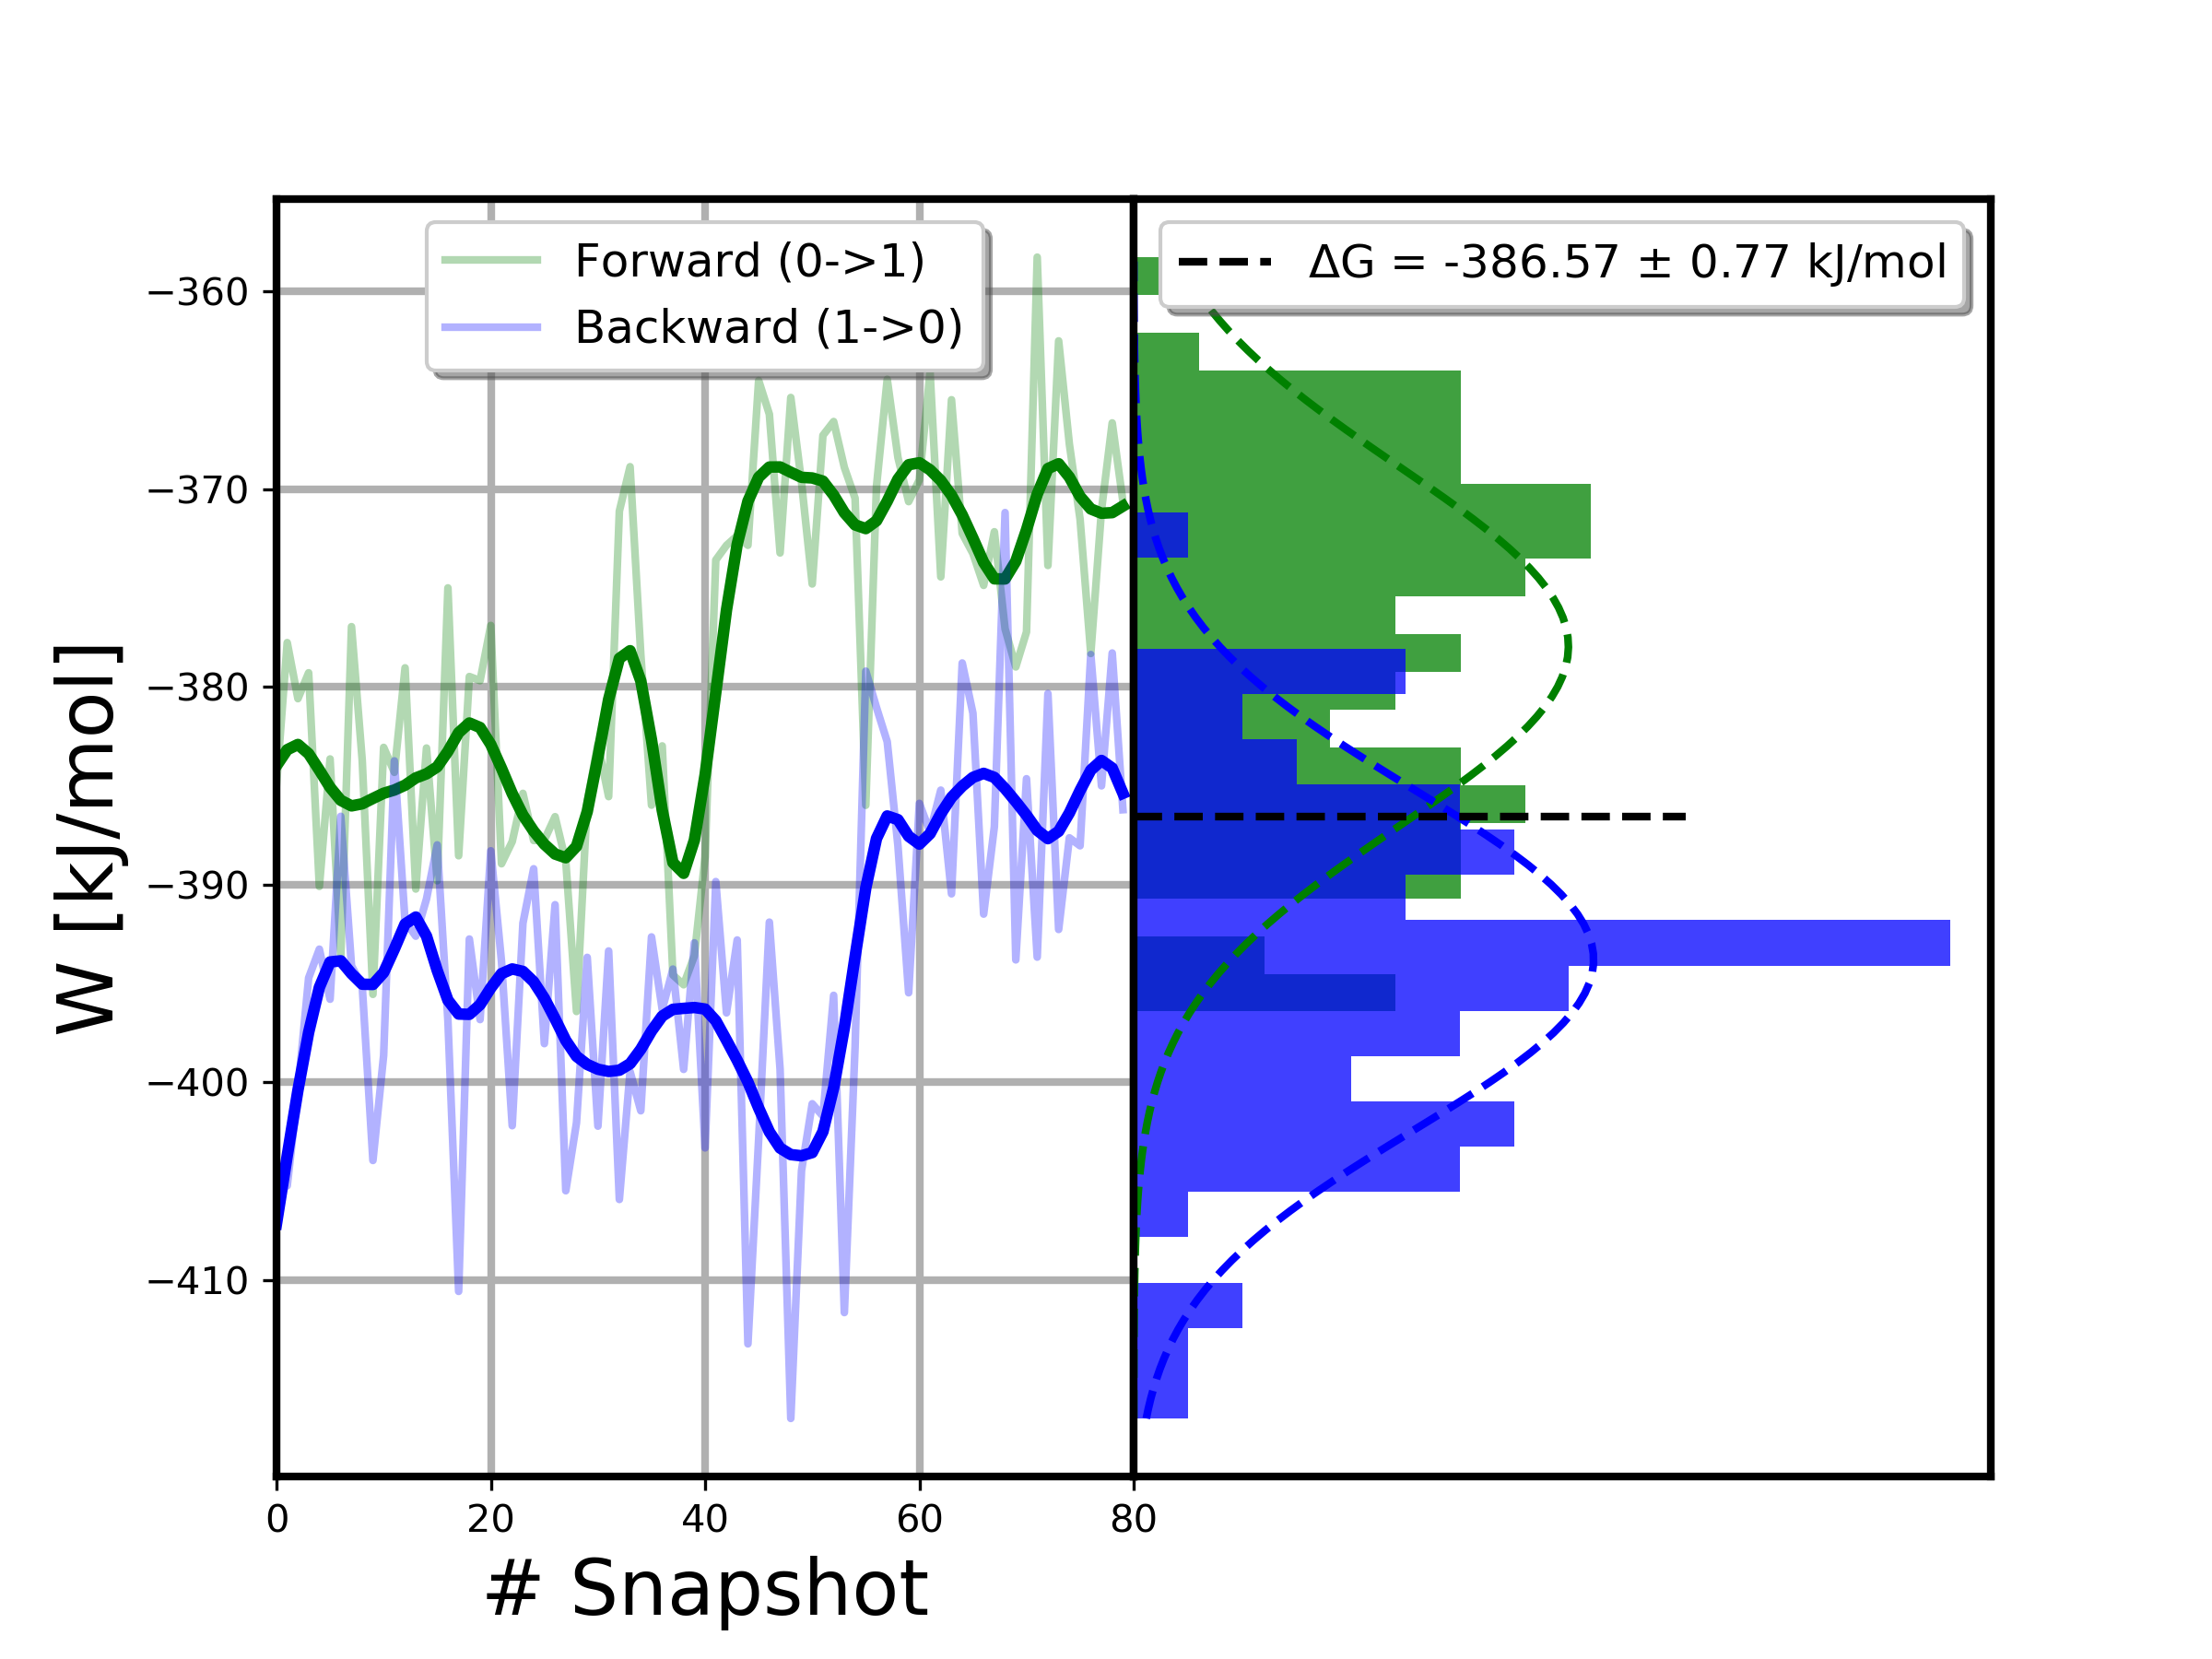 Forward (0->1)
Backward (1->0)
ΔG = -386.57 ± 0.77 kJ/mol
W [kJ/mol]
−360
−370
−380
−390
−400
−410
0 20 40 60 80
# Snapshot